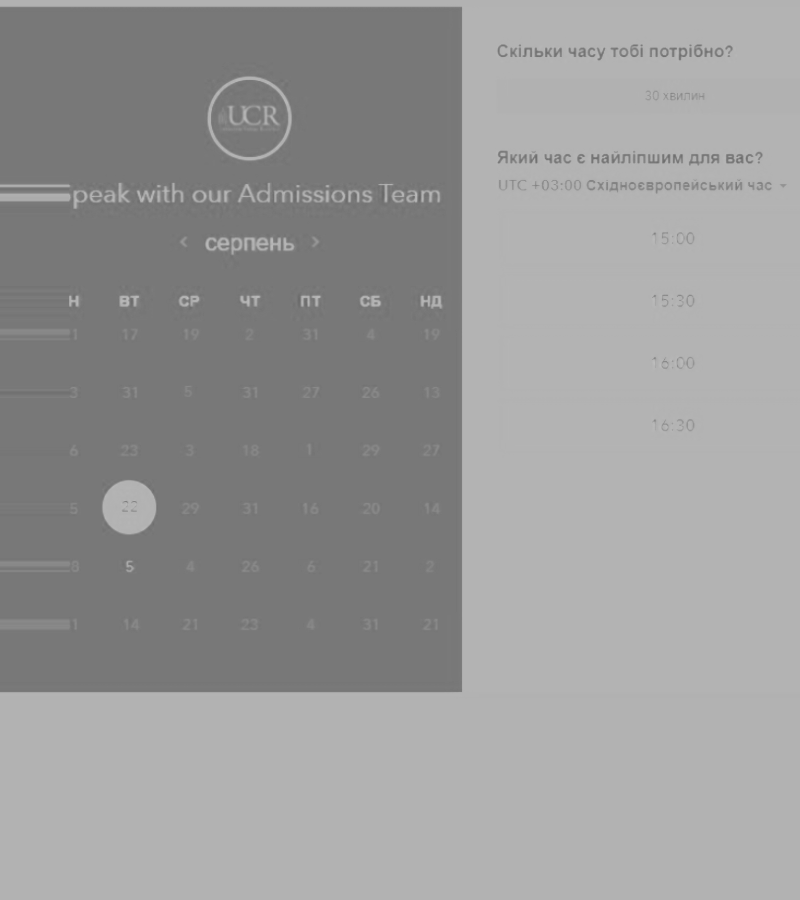 UCR
peak with our Admissions Team
серпень
Н ВТ СР ЧТ ПТ СБ НД
1 17 19 2 31 4 19
3 31 5 31 27 26 13
6 23 3 18 1 29 27
5 22 29 31 16 20 14
8 5 4 26 6 21 2
1 14 21 23 4 31 21
Скільки часу тобі потрібно?
30 хвилин
Який час є найліпшим для вас?
UTC +03:00 Східноєвропейський час
15:00
15:30
16:00
16:30